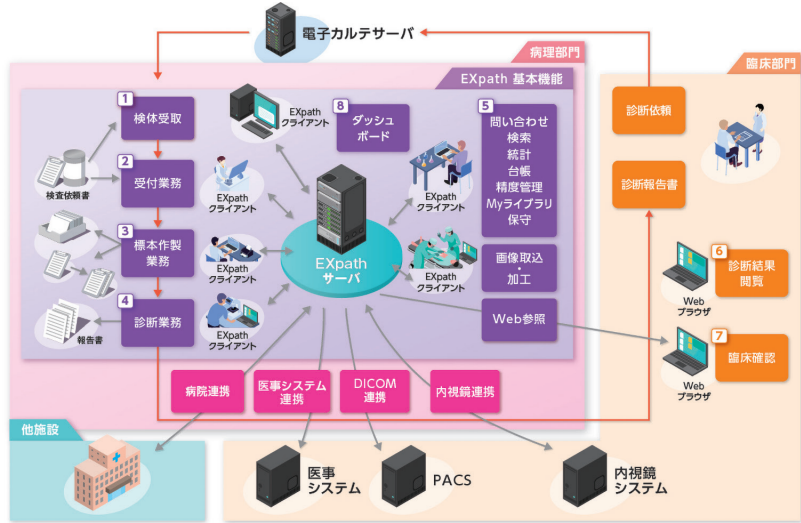 電子カルテサーバ
病理部門
臨床部門
EXpath 基本機能
1
検体受取
EXpath
クライアント
8
ダッシュ
ボード
5
問い合わせ
検索
統計
台帳
精度管理
Myライブラリ
保守
診断依頼
検査依頼書
2
受付業務
EXpath
クライアント
EXpath
クライアント
診断報告書
3
標本作製
業務
EXpath
クライアント
EXpath
サーバ
EXpath
クライアント
画像取込
・
加工
6
診断結果
閲覧
Web
ブラウザ
4
診断業務
報告書
EXpath
クライアント
Web参照
7
臨床確認
Web
ブラウザ
病院連携
医事システム
連携
DICOM
連携
内視鏡連携
他施設
医事
システム
PACS
内視鏡
システム